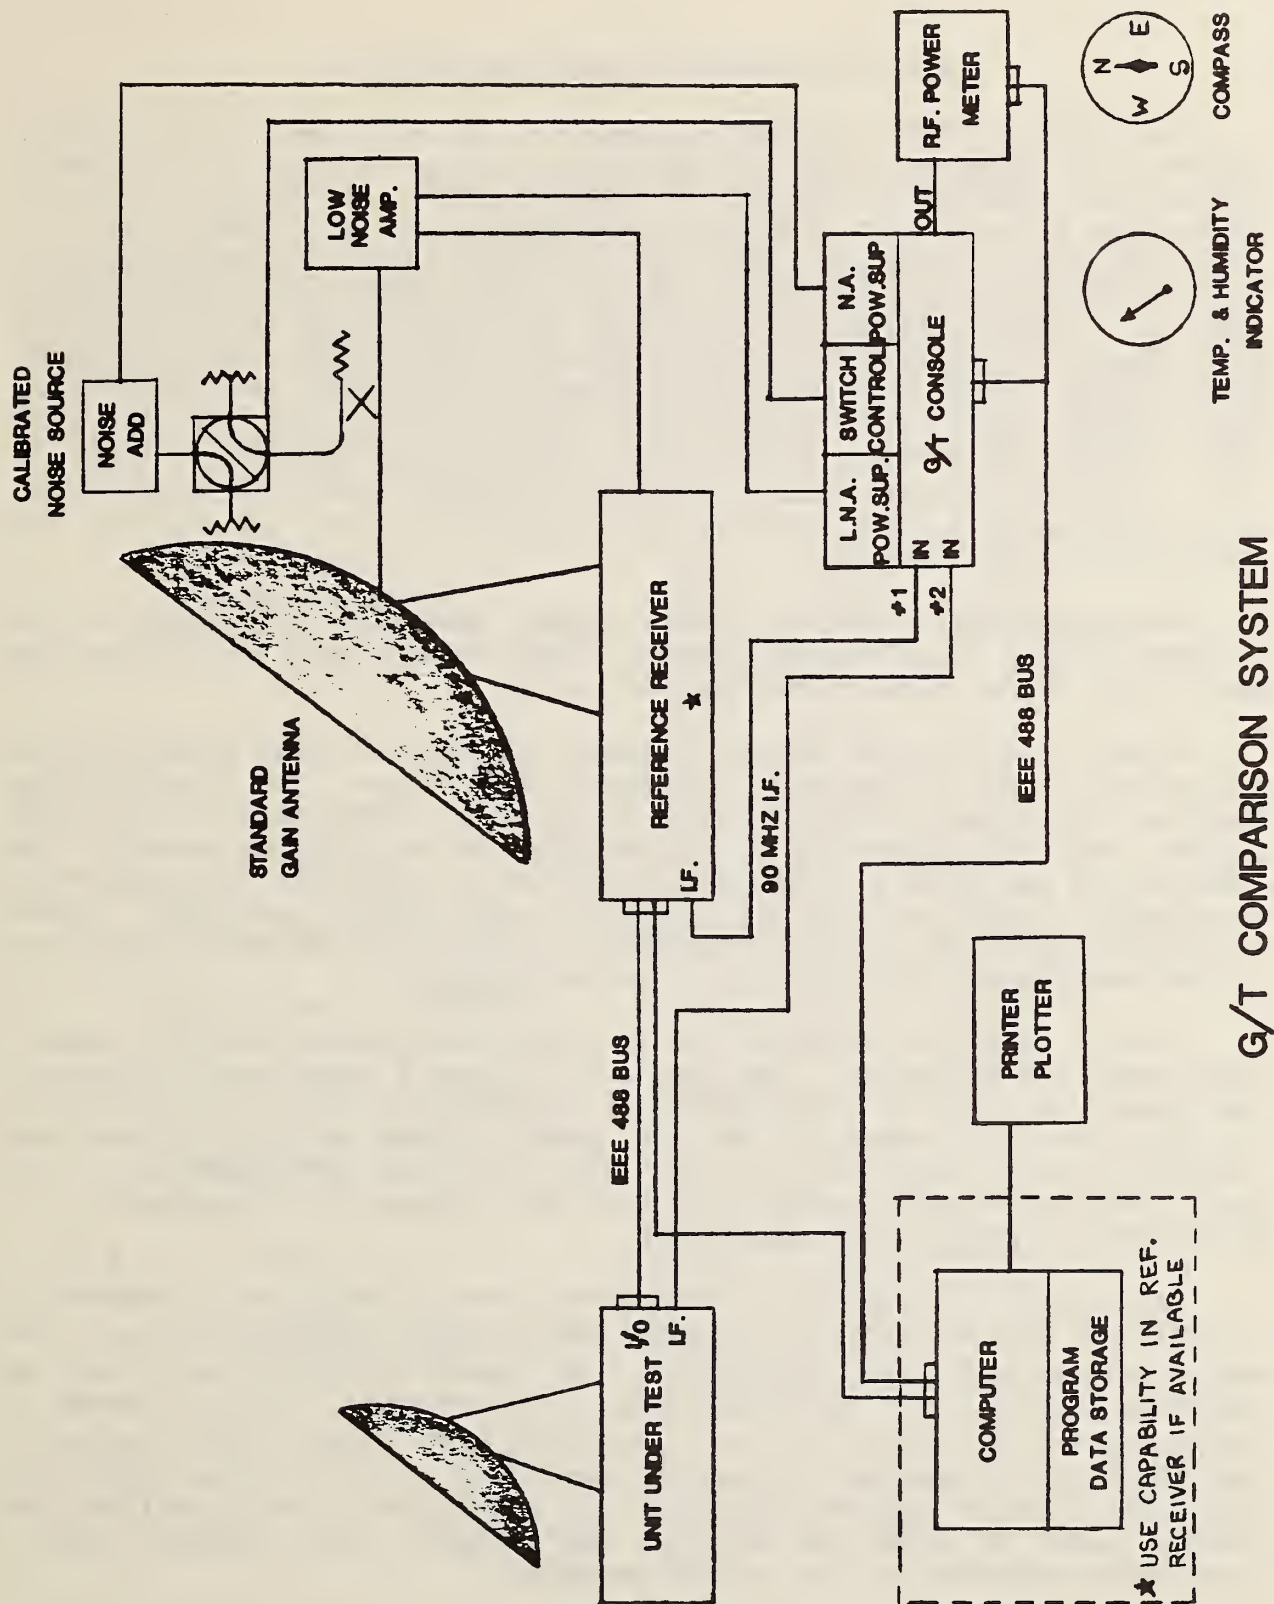 CALIBRATED
NOISE SOURCE
NOISE
ADD
STANDARD
GAIN ANTENNA
LOW
NOISE
AMP.
REFERENCE RECEIVER
★
I.F.
IEEE 488 BUS
90 MHZ I.F.
UNIT UNDER TEST
I/O
I.F.
L.N.A.
POW.SUP.
SWITCH
CONTROL
N.A.
POW.SUP
G/T CONSOLE
IN
IN
#1
#2
OUT
R.F. POWER
METER
IEEE 488 BUS
COMPUTER
PROGRAM
DATA STORAGE
★ USE CAPABILITY IN REF.
RECEIVER IF AVAILABLE
PRINTER
PLOTTER
TEMP. & HUMIDITY
INDICATOR
N
W E
S
COMPASS
G/T COMPARISON SYSTEM